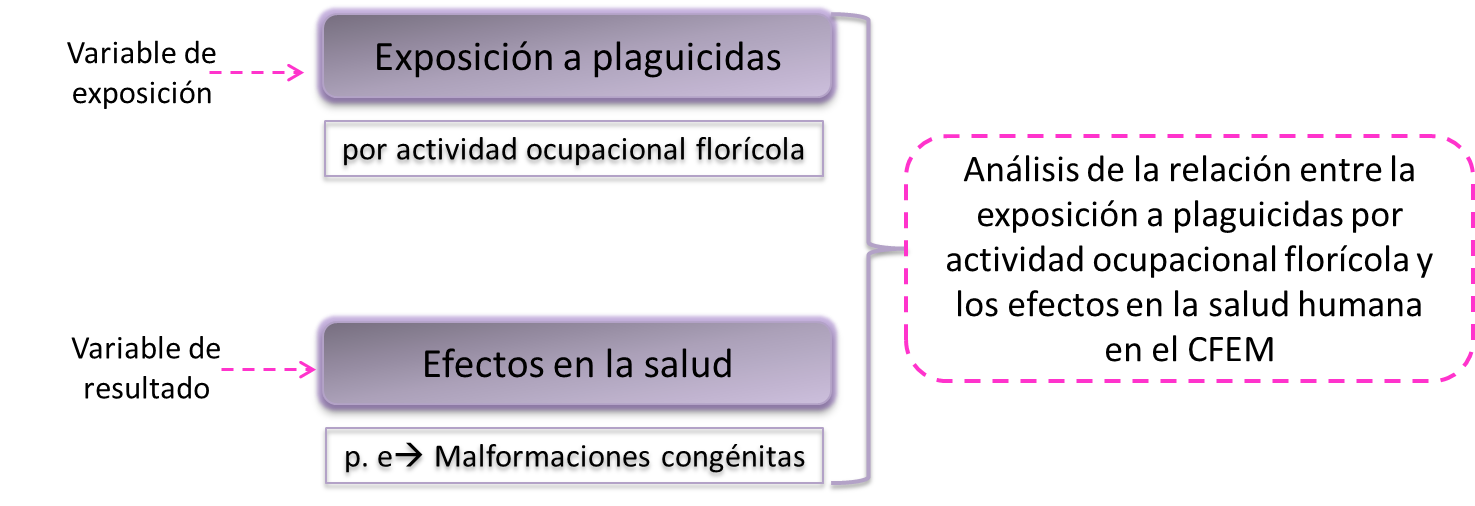 Variable de
exposición
Exposición a plaguicidas
por actividad ocupacional florícola
Variable de
resultado
Efectos en la salud
p. e→ Malformaciones congénitas
Análisis de la relación entre la
exposición a plaguicidas por
actividad ocupacional florícola y
los efectos en la salud humana
en el CFEM